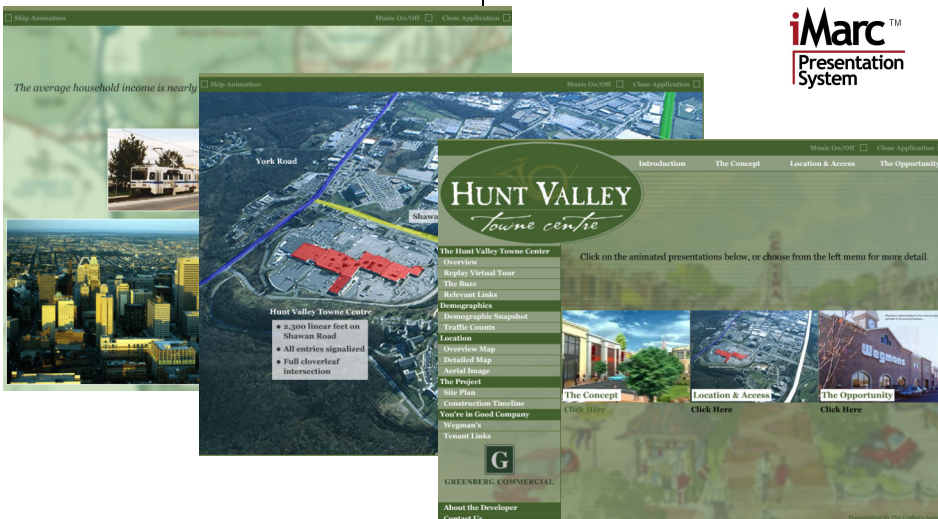 iMarc™
Presentation
System
Skip Animation
Music On/Off
Close Application
The average household income is nearly
Skip Animation
Music On/Off
Close Application
York Road
Shawa
Hunt Valley Towne Centre
• 2,300 linear feet on
Shawan Road
• All entries signalized
• Full cloverleaf
intersection
Music On/Off
Close Application
Introduction
The Concept
Location & Access
The Opportunity
HUNT VALLEY
towne centre
The Hunt Valley Towne Center
Overview
Replay Virtual Tour
The Buzz
Relevant Links
Demographics
Demographic Snapshot
Traffic Counts
Location
Overview Map
Detailed Map
Aerial Image
The Project
Site Plan
Construction Timeline
You're in Good Company
Wegman's
Tenant Links
G
GREENBERG COMMERCIAL
About the Developer
Contact Us
Click on the animated presentations below, or choose from the left menu for more detail.
Wegmans
The Concept
Click Here
Location & Access
Click Here
The Opportunity
Click Here